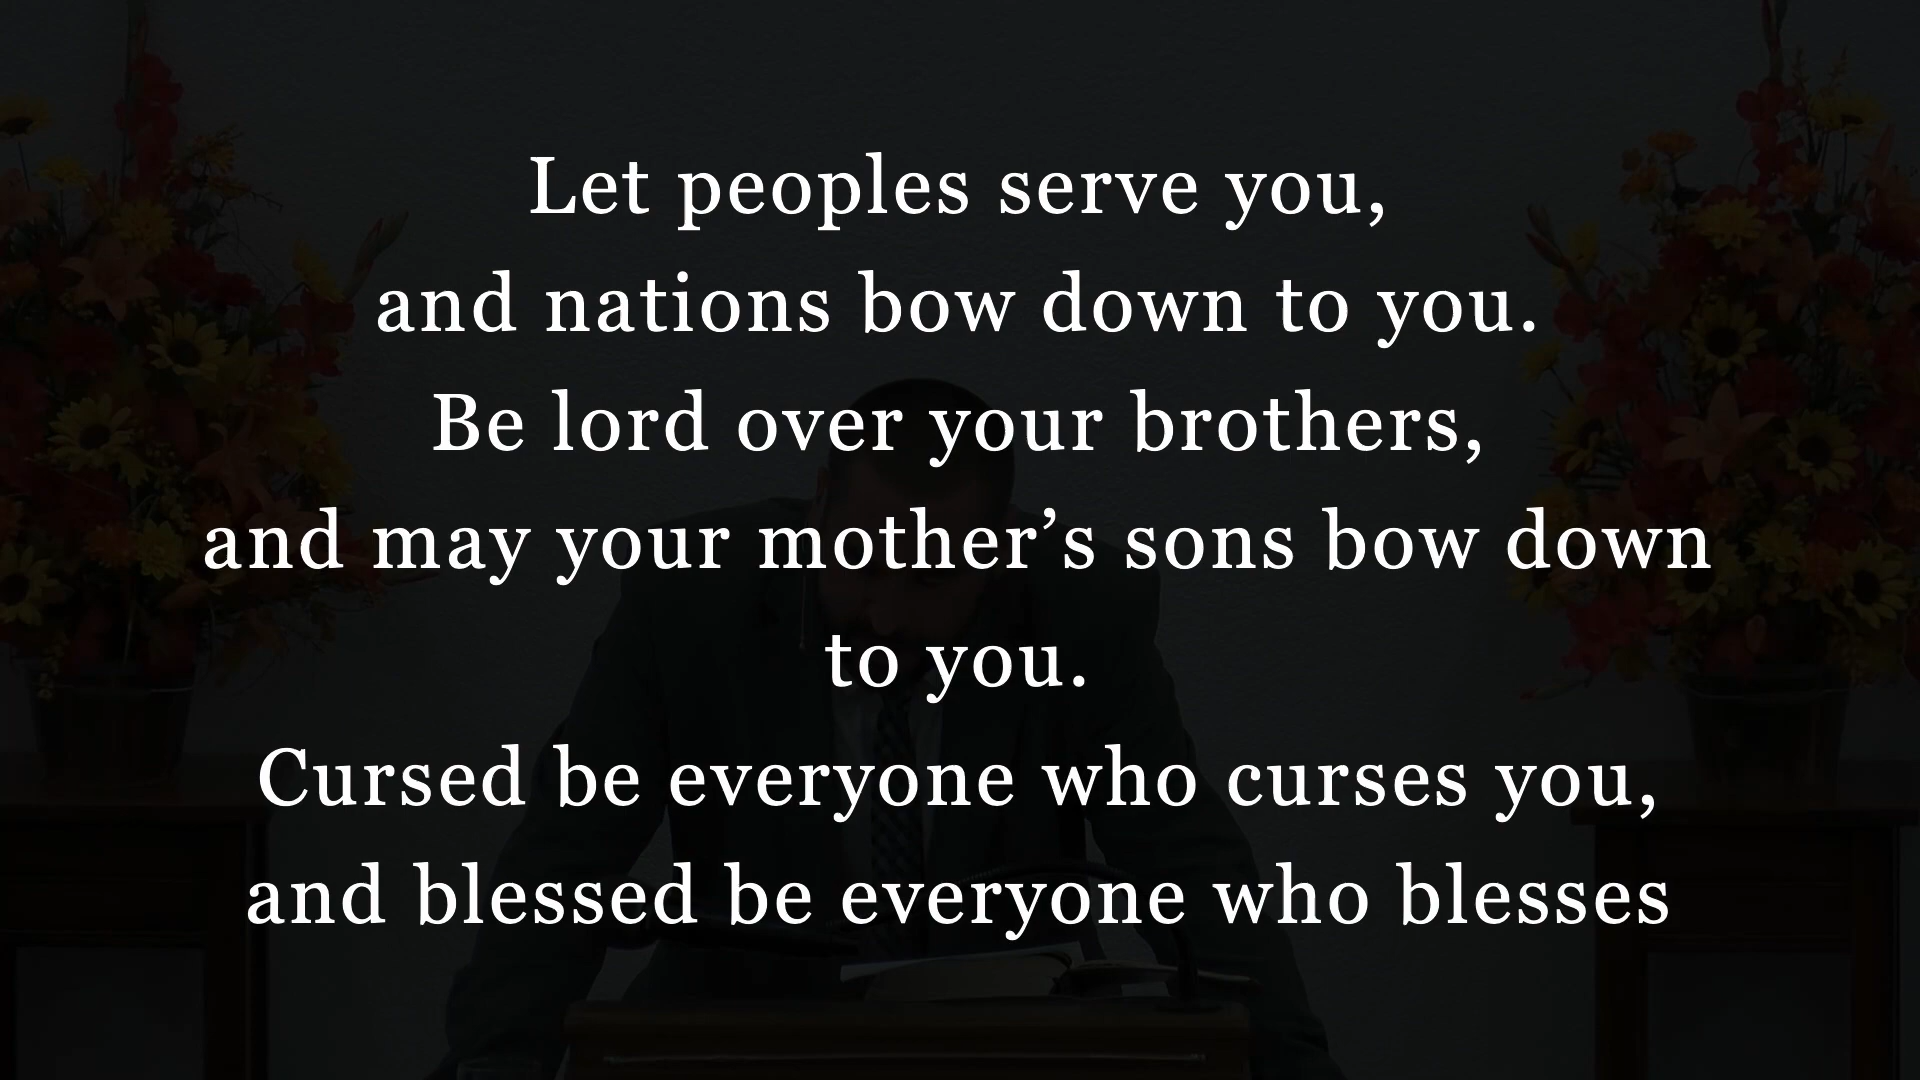 Let peoples serve you,
and nations bow down to you.
Be lord over your brothers,
and may your mother’s sons bow down
to you.
Cursed be everyone who curses you,
and blessed be everyone who blesses